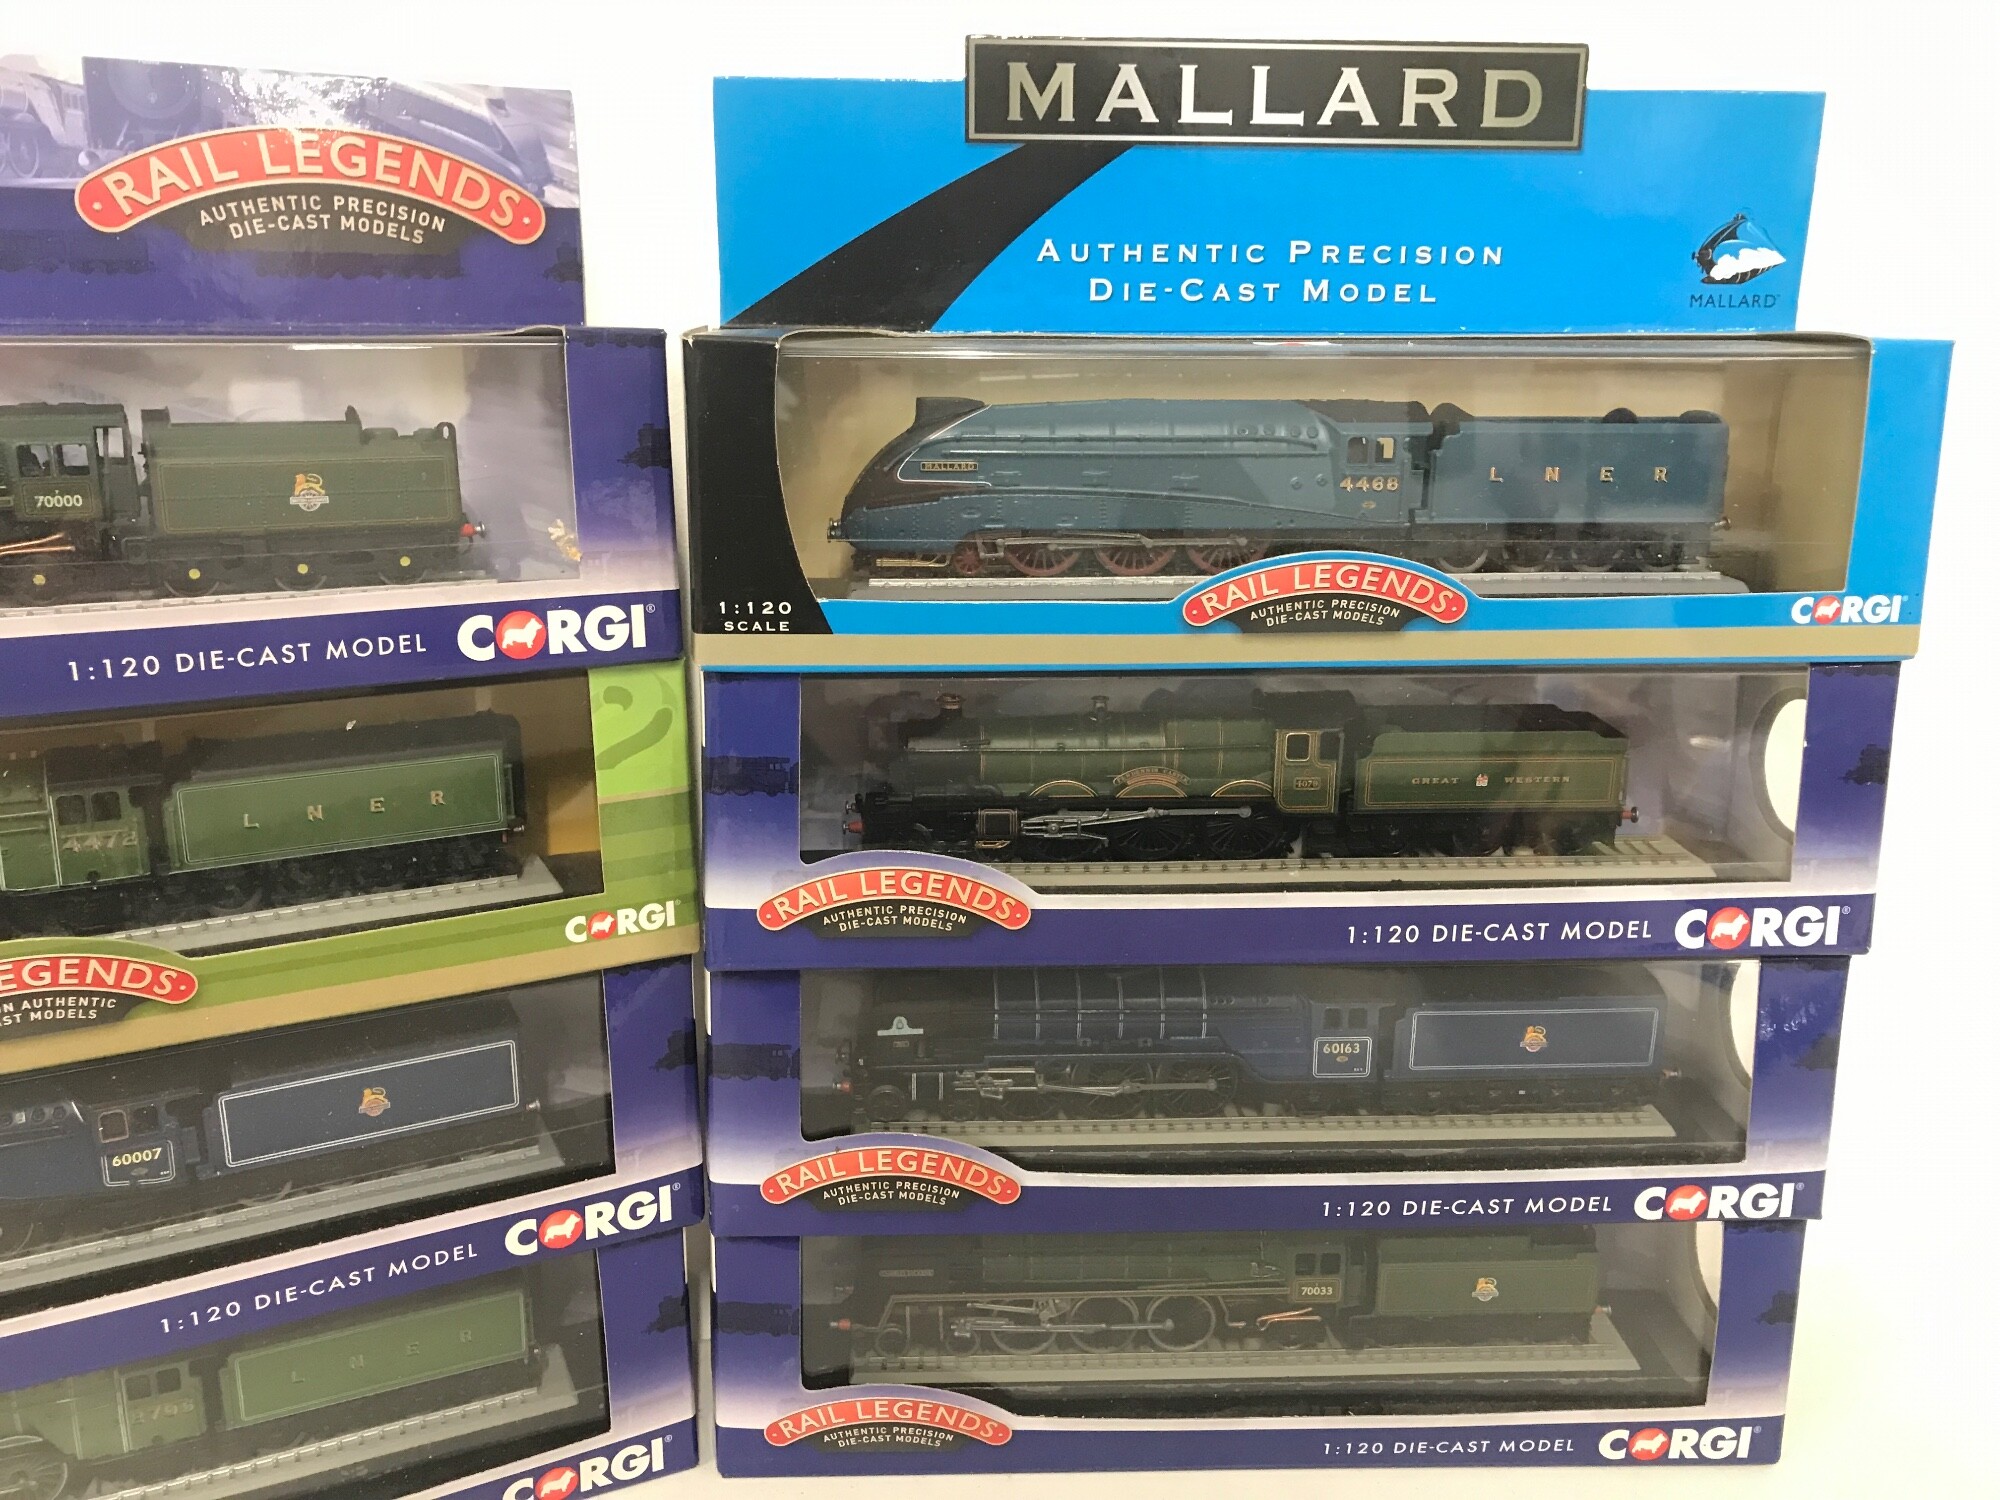 RAIL LEGENDS
AUTHENTIC PRECISION
DIE-CAST MODELS
70000
1:120 DIE-CAST MODEL
CORGI®
4472
L N E R
CORGI®
EGENDS
N AUTHENTIC
ST MODELS
60007
1:120 DIE-CAST MODEL
CORGI®
L N E R
CORGI®
MALLARD
AUTHENTIC PRECISION
DIE-CAST MODEL
MALLARD
MALLARD
4468
L N E R
1:120
SCALE
RAIL LEGENDS
AUTHENTIC PRECISION
DIE-CAST MODELS
CORGI®
GREAT WESTERN
RAIL LEGENDS
AUTHENTIC PRECISION
DIE-CAST MODELS
1:120 DIE-CAST MODEL
CORGI®
60163
RAIL LEGENDS
AUTHENTIC PRECISION
DIE-CAST MODELS
1:120 DIE-CAST MODEL
CORGI®
70033
RAIL LEGENDS
AUTHENTIC PRECISION
DIE-CAST MODELS
1:120 DIE-CAST MODEL
CORGI®